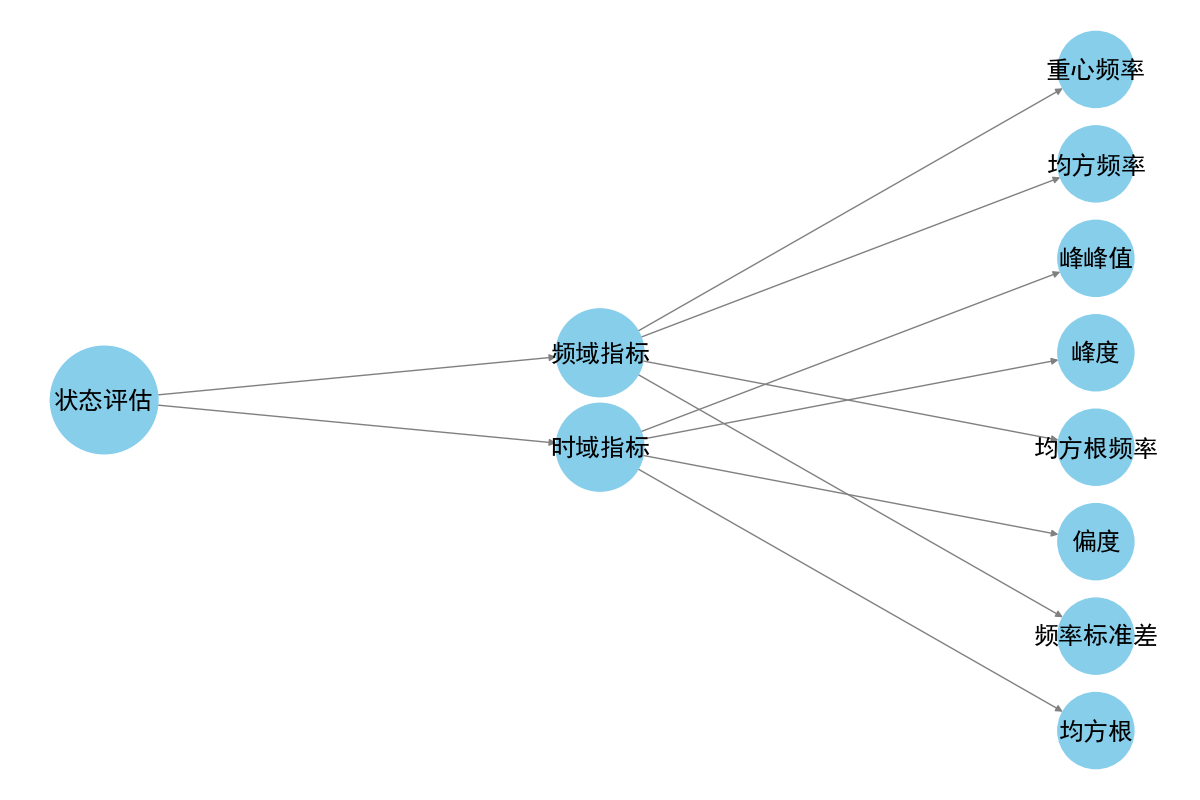 状态评估
频域指标
时域指标
重心频率
均方频率
峰峰值
峰度
均方根频率
偏度
频率标准差
均方根